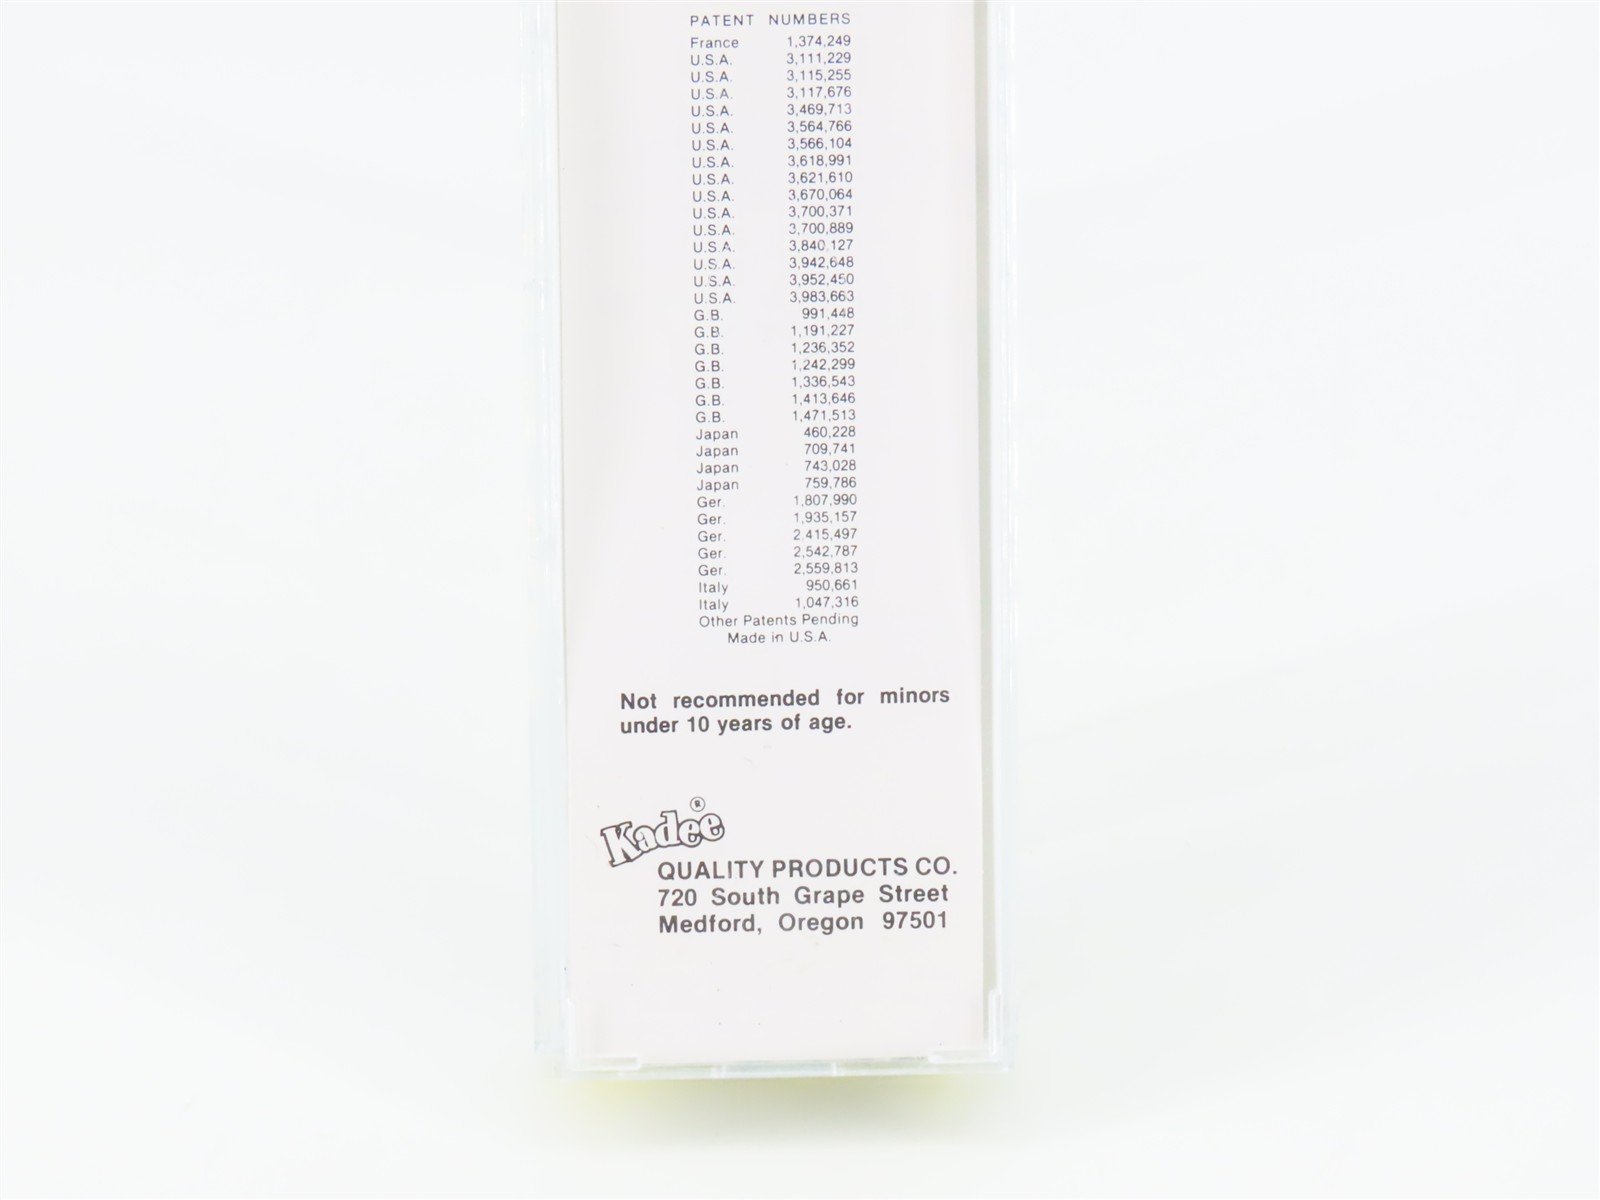 PATENT NUMBERS
France 1,374,249
U.S.A. 3,111,229
U.S.A. 3,115,255
U.S.A. 3,117,676
U.S.A. 3,469,713
U.S.A. 3,564,766
U.S.A. 3,566,104
U.S.A. 3,618,991
U.S.A. 3,621,610
U.S.A. 3,670,064
U.S.A. 3,700,371
U.S.A. 3,700,889
U.S.A. 3,840,127
U.S.A. 3,942,648
U.S.A. 3,952,450
U.S.A. 3,983,663
G.B. 991,448
G.B. 1,191,227
G.B. 1,236,352
G.B. 1,242,299
G.B. 1,336,543
G.B. 1,413,646
G.B. 1,471,513
Japan 460,228
Japan 709,741
Japan 743,028
Japan 759,786
Ger. 1,807,990
Ger. 1,935,157
Ger. 2,415,497
Ger. 2,542,787
Ger. 2,559,813
Italy 950,661
Italy 1,047,316
Other Patents Pending
Made in U.S.A.
Not recommended for minors
under 10 years of age.
Kadee®
QUALITY PRODUCTS CO.
720 South Grape Street
Medford, Oregon 97501